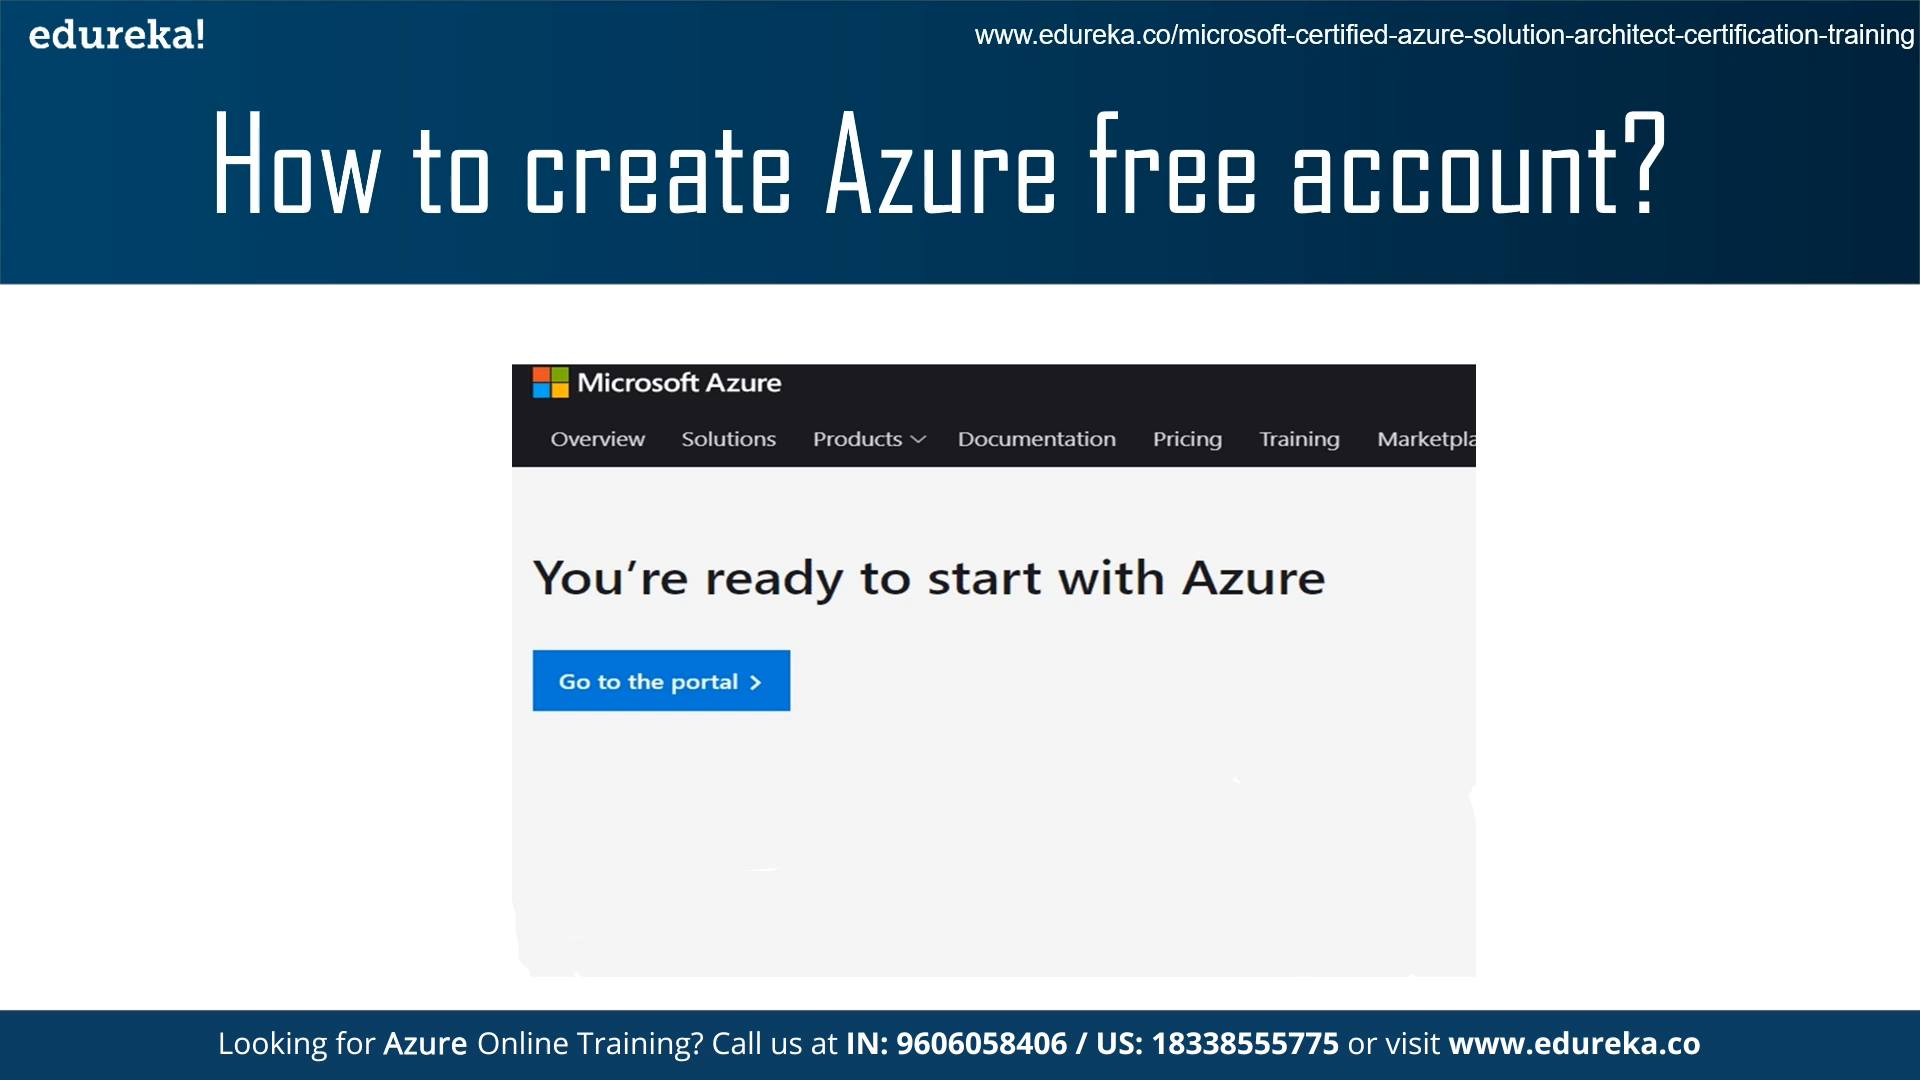 edureka!
www.edureka.co/microsoft-certified-azure-solution-architect-certification-training
How to create Azure free account?
Microsoft Azure
Overview Solutions Products Documentation Pricing Training Marketpla
You're ready to start with Azure
Go to the portal >
Looking for Azure Online Training? Call us at IN: 9606058406 / US: 18338555775 or visit www.edureka.co